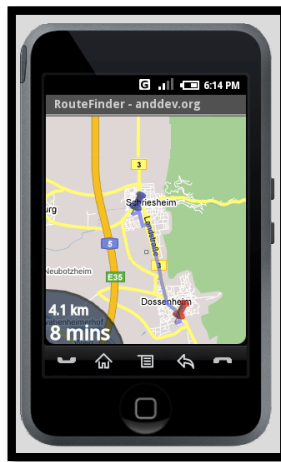 G 6:14 PM
RouteFinder - anddev.org
3
Schriesheim
urg
Landstraße
5
3
Neubotzheim
E35
Dossenheim
4.1 km
8 mins